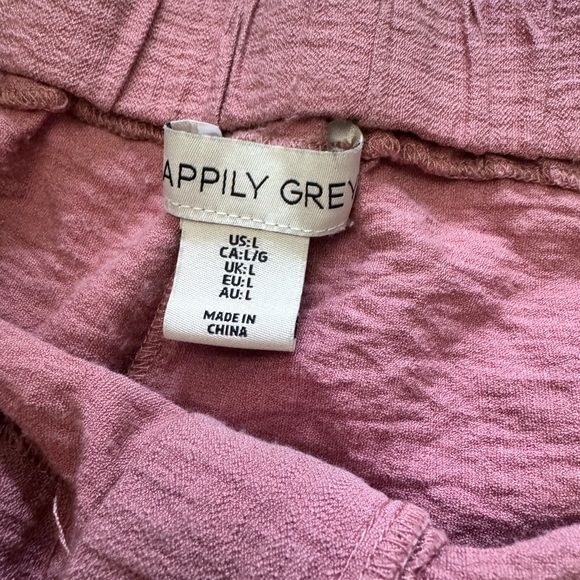 APPILY GREY
US:L
CA:L/G
UK:L
EU:L
AU:L
MADE IN
CHINA